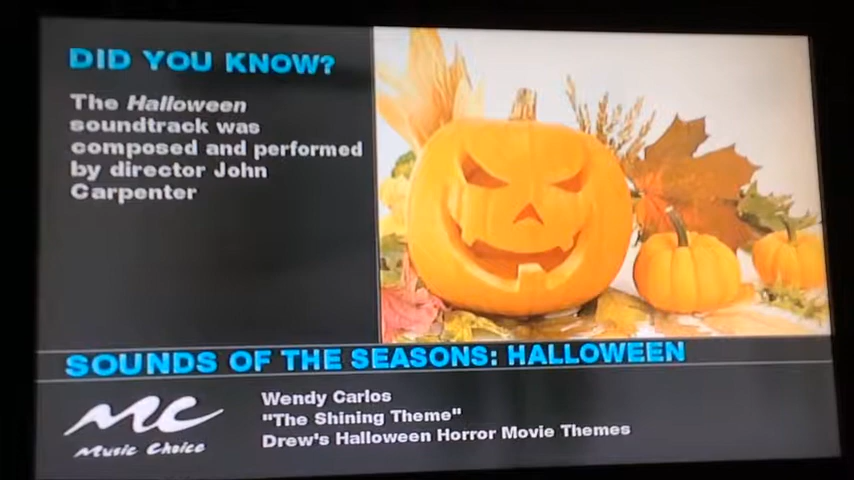 DID YOU KNOW?
The Halloween
soundtrack was
composed and performed
by director John
Carpenter
SOUNDS OF THE SEASONS: HALLOWEEN
MC
Music Choice
Wendy Carlos
"The Shining Theme"
Drew's Halloween Horror Movie Themes